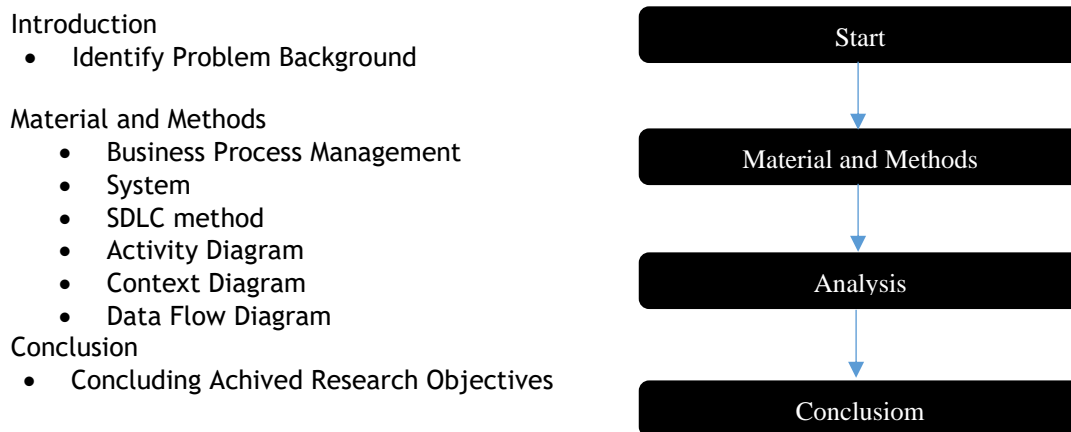 Introduction
• Identify Problem Background
Material and Methods
• Business Process Management
• System
• SDLC method
• Activity Diagram
• Context Diagram
• Data Flow Diagram
Conclusion
• Concluding Achived Research Objectives
Start
Material and Methods
Analysis
Conclusiom